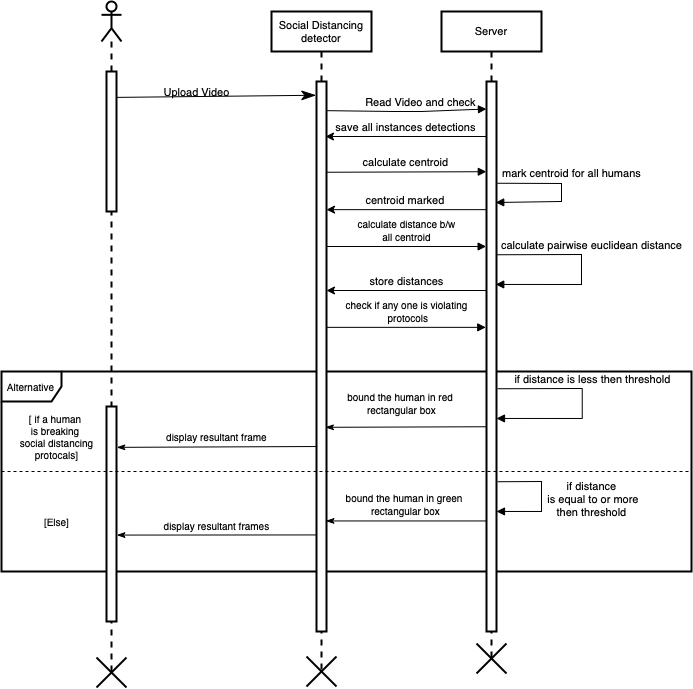 Social Distancing
detector
Server
Upload Video
Read Video and check
save all instances detections
calculate centroid
mark centroid for all humans
centroid marked
calculate distance b/w
all centroid
calculate pairwise euclidean distance
store distances
check if any one is violating
protocols
Alternative
if distance is less then threshold
bound the human in red
rectangular box
[ if a human
is breaking
social distancing
protocals]
display resultant frame
if distance
is equal to or more
then threshold
bound the human in green
rectangular box
[Else]
display resultant frames